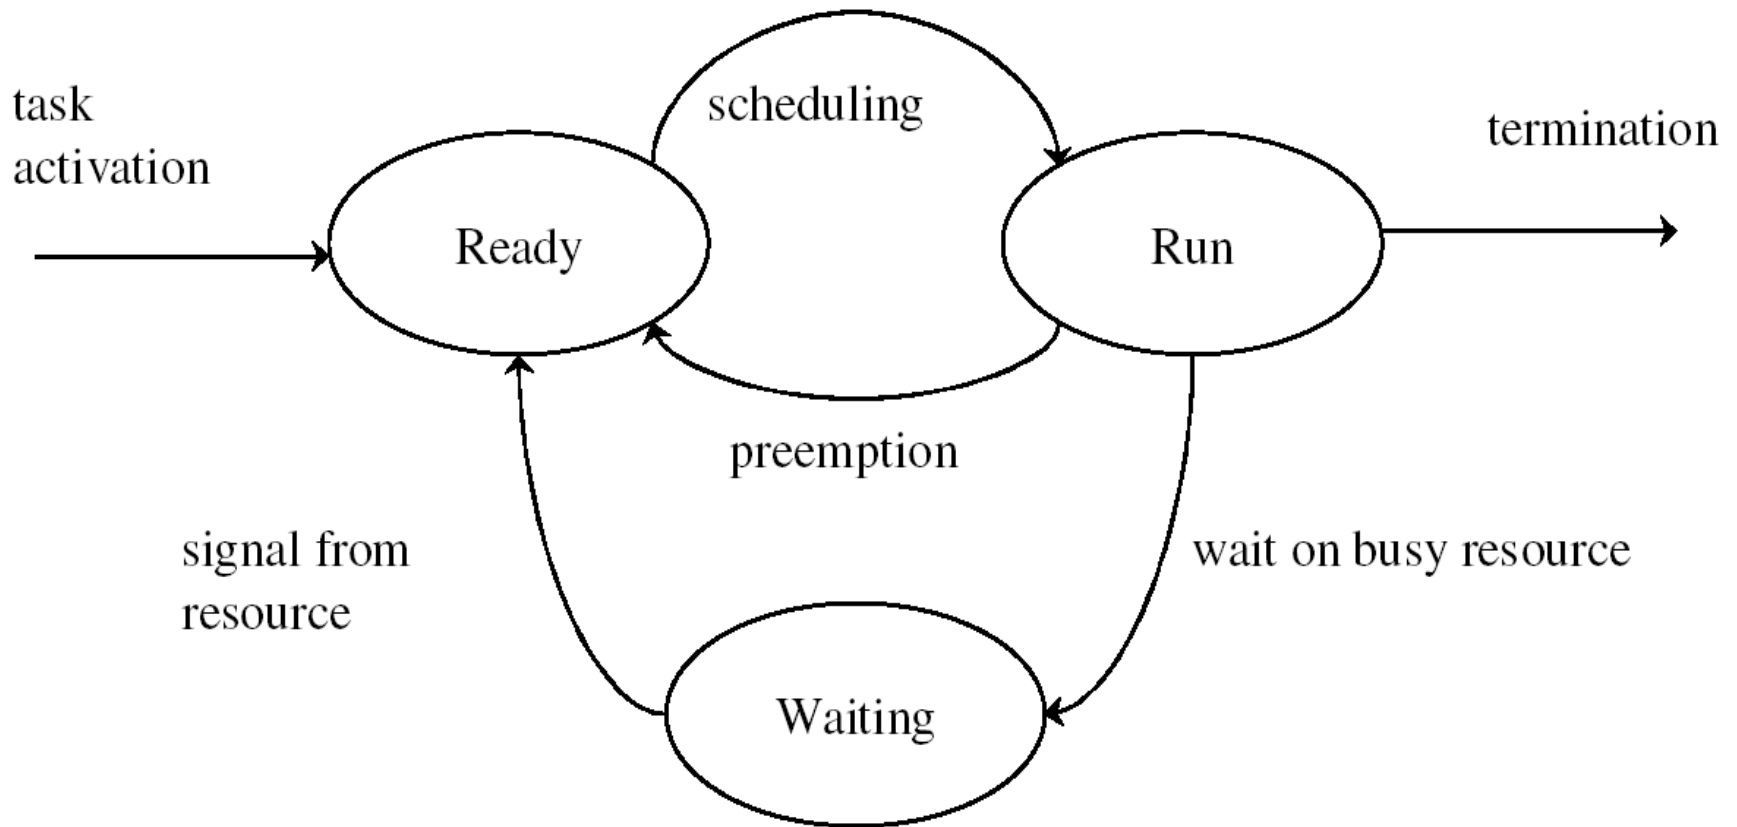 task
activation
scheduling
termination
Ready
Run
preemption
signal from
resource
wait on busy resource
Waiting